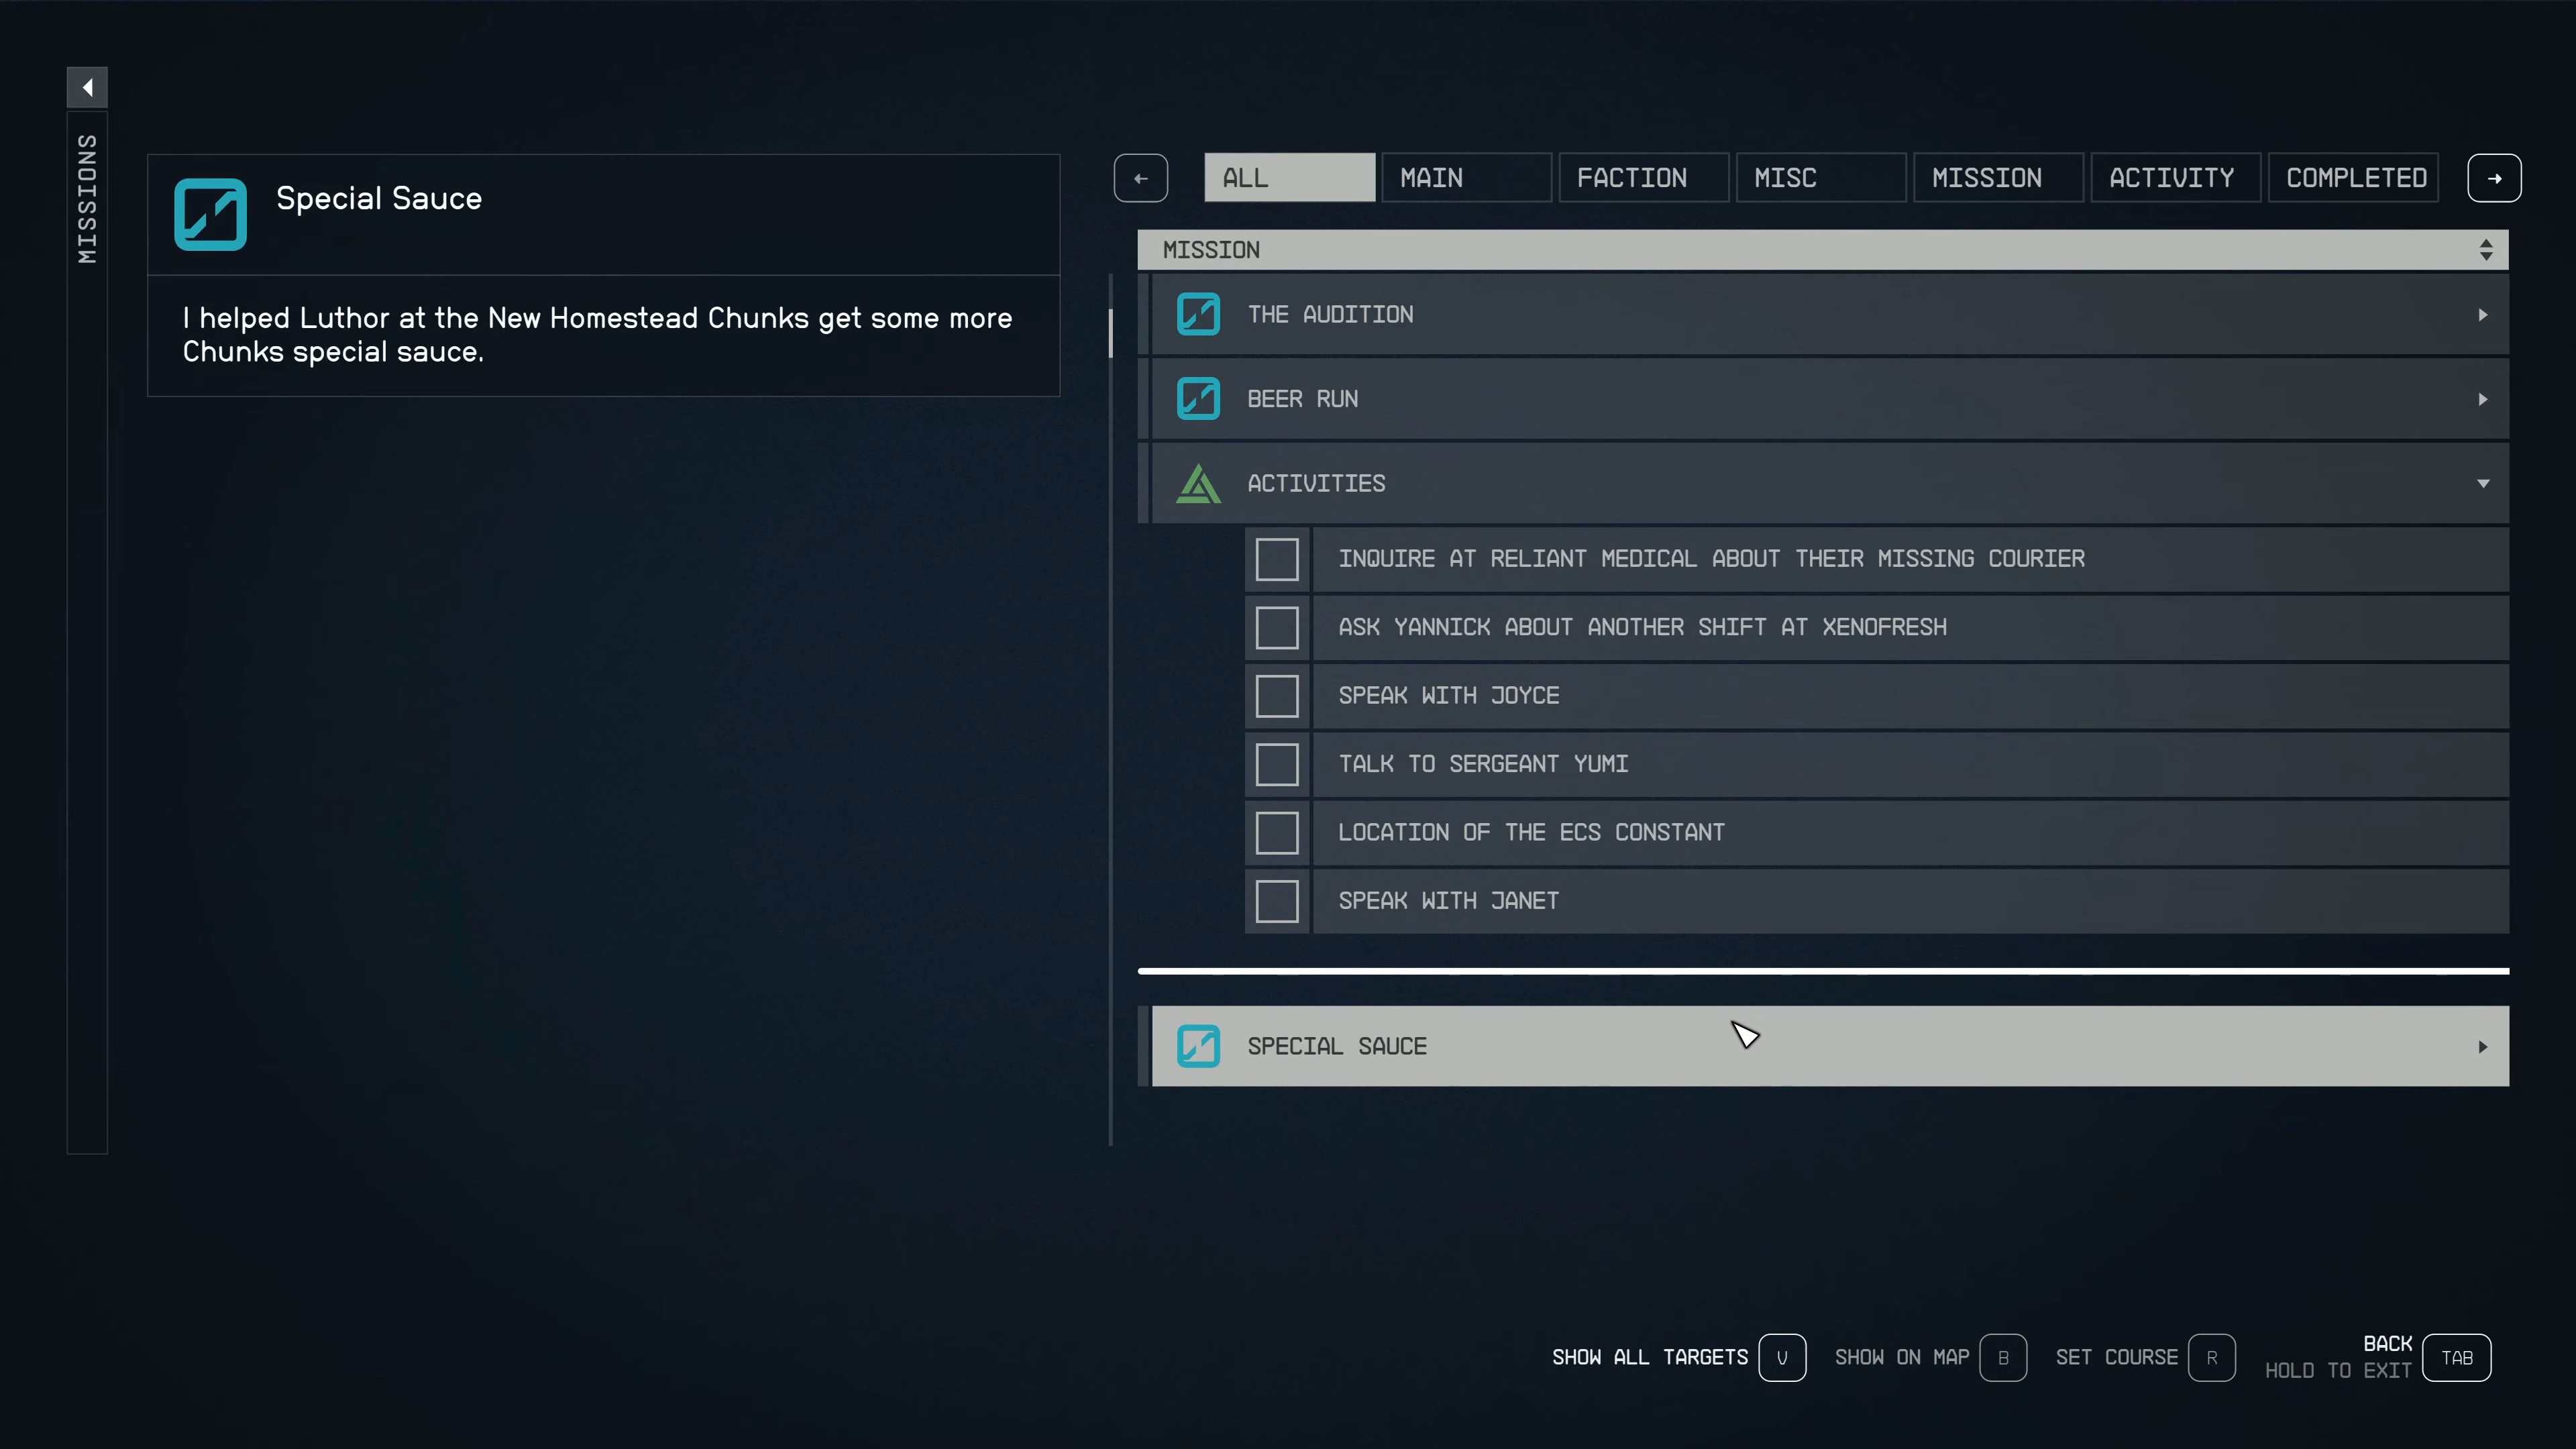 MISSIONS
Special Sauce
I helped Luthor at the New Homestead Chunks get some more
Chunks special sauce.
ALL
MAIN
FACTION
MISC
MISSION
ACTIVITY
COMPLETED
MISSION
THE AUDITION
BEER RUN
ACTIVITIES
INQUIRE AT RELIANT MEDICAL ABOUT THEIR MISSING COURIER
ASK YANNICK ABOUT ANOTHER SHIFT AT XENOFRESH
SPEAK WITH JOYCE
TALK TO SERGEANT YUMI
LOCATION OF THE ECS CONSTANT
SPEAK WITH JANET
SPECIAL SAUCE
SHOW ALL TARGETS V
SHOW ON MAP B
SET COURSE R
BACK
HOLD TO EXIT
TAB